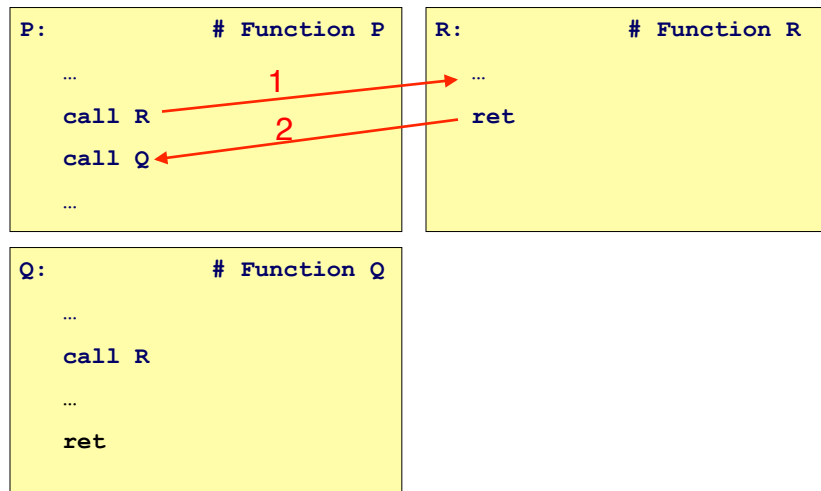 P: # Function P
…
call R
call Q
…
1
2
R: # Function R
…
ret
Q: # Function Q
…
call R
…
ret